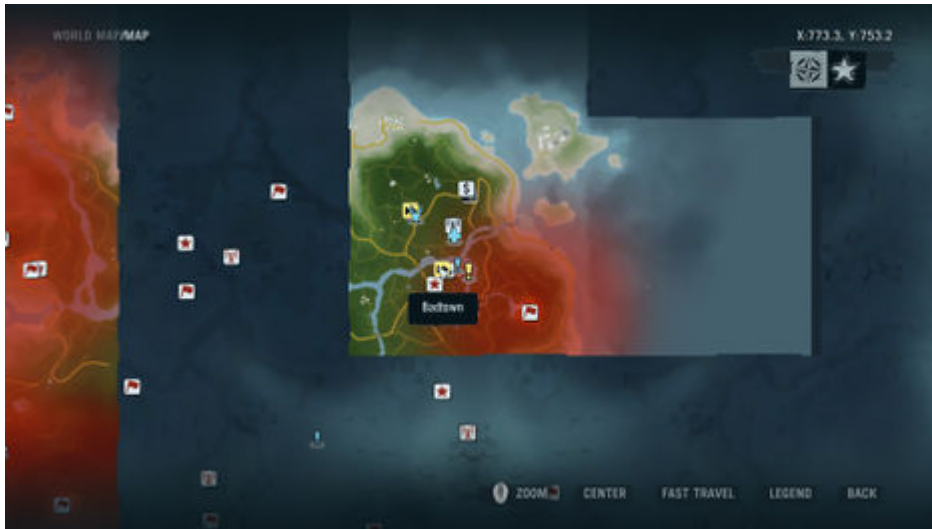 WORLD MAP/MAP
X:773.3, Y:753.2
Badtown
ZOOM
CENTER
FAST TRAVEL
LEGEND
BACK